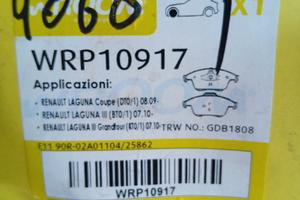 4060
X1
WRP10917
Applicazioni:
• RENAULT LAGUNA Coupe (DT0/1) 08.09-
• RENAULT LAGUNA III (BT0/1) 07.10-
• RENAULT LAGUNA III Grandtour (KT0/1) 07.10-
TRW NO.: GDB1808
E11 90R-02A01104/25862
WRP10917